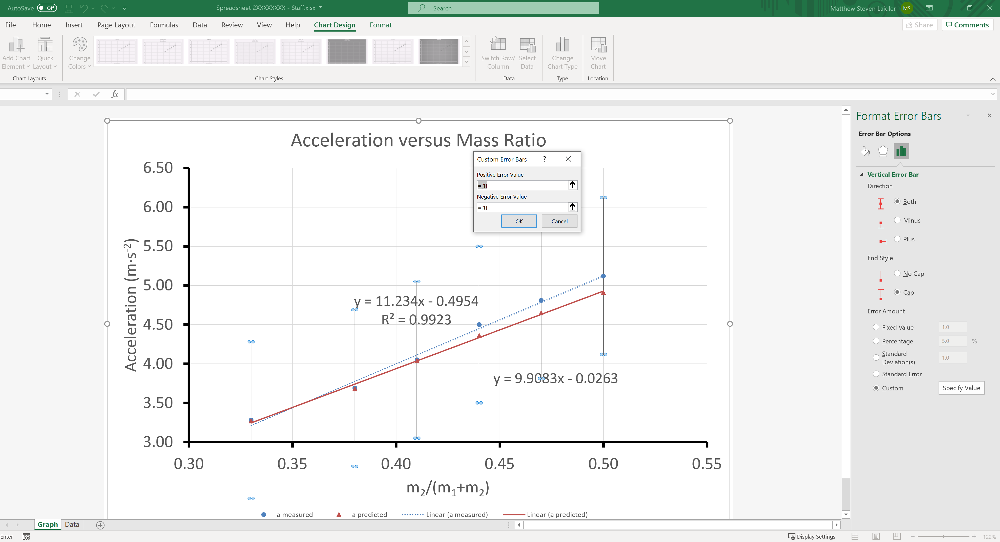 AutoSave Off
Spreadsheet 2XXXXXXXX - Staff.xlsx
Search
Matthew Steven Laidler MS
File Home Insert Page Layout Formulas Data Review View Help Chart Design Format
Share Comments
Add Chart Element
Quick Layout
Change Colors
Switch Row/ Column
Select Data
Change Chart Type
Move Chart
Chart Layouts
Chart Styles
Data
Type
Location
fx
Format Error Bars
Error Bar Options
Vertical Error Bar
Direction
Both
Minus
Plus
End Style
No Cap
Cap
Error Amount
Fixed Value 1.0
Percentage 5.0 %
Standard Deviation(s) 1.0
Standard Error
Custom Specify Value
Acceleration versus Mass Ratio
Custom Error Bars ?
Positive Error Value
={1}
Negative Error Value
={1}
OK Cancel
Acceleration (m·s⁻²)
6.50
6.00
5.50
5.00
4.50
4.00
3.50
3.00
y = 11.234x - 0.4954
R² = 0.9923
y = 9.9083x - 0.0263
0.30 0.35 0.40 0.45 0.50 0.55
m₂/(m₁+m₂)
a measured a predicted Linear (a measured) Linear (a predicted)
Graph Data
Enter
Display Settings
122%